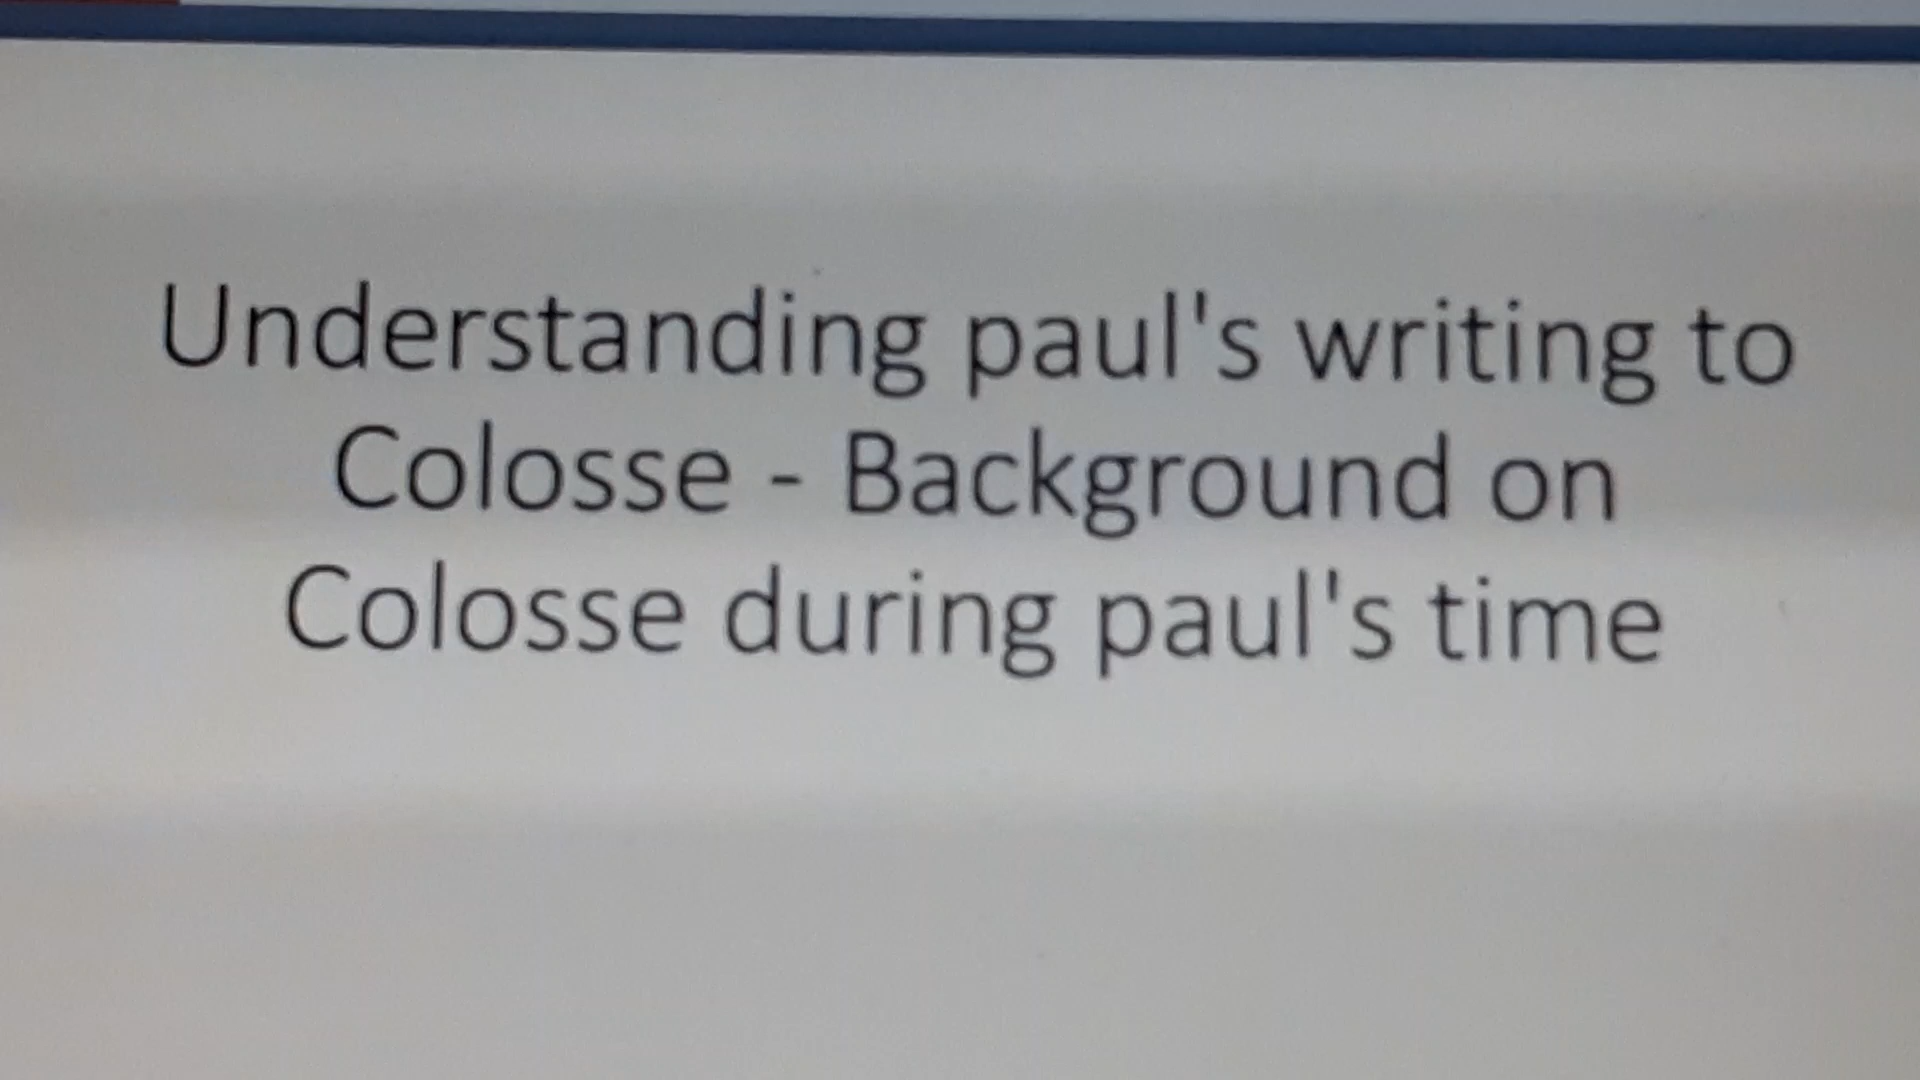 Understanding paul's writing to
Colosse - Background on
Colosse during paul's time